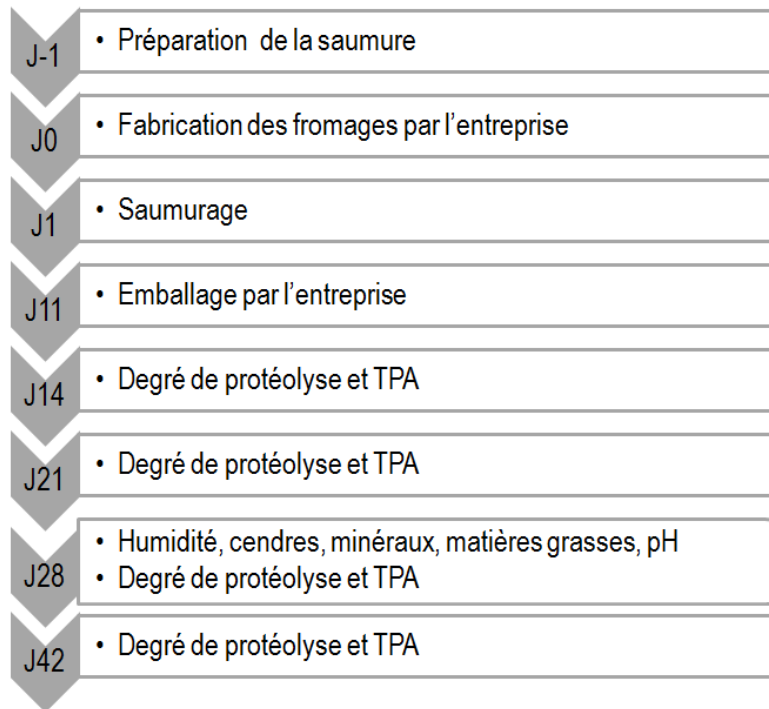 J-1
• Préparation de la saumure
J0
• Fabrication des fromages par l'entreprise
J1
• Saumurage
J11
• Emballage par l'entreprise
J14
• Degré de protéolyse et TPA
J21
• Degré de protéolyse et TPA
J28
• Humidité, cendres, minéraux, matières grasses, pH
• Degré de protéolyse et TPA
J42
• Degré de protéolyse et TPA